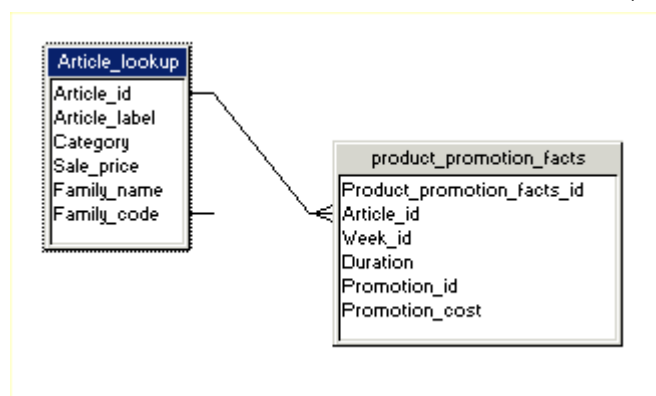 Article_lookup
Article_id
Article_label
Category
Sale_price
Family_name
Family_code
product_promotion_facts
Product_promotion_facts_id
Article_id
Week_id
Duration
Promotion_id
Promotion_cost